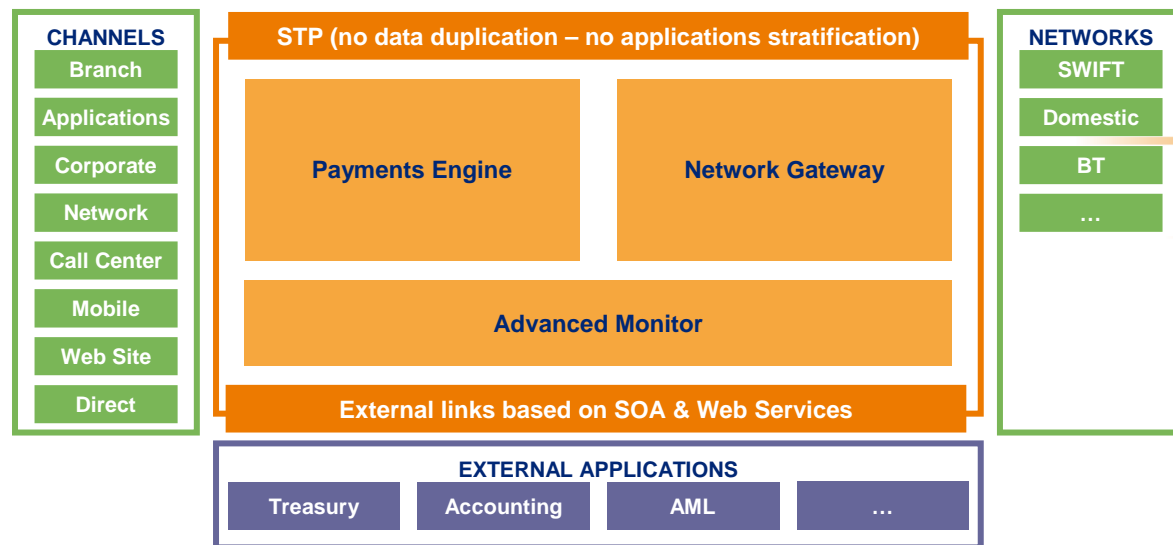 CHANNELS
Branch
Applications
Corporate
Network
Call Center
Mobile
Web Site
Direct
STP (no data duplication – no applications stratification)
Payments Engine
Network Gateway
Advanced Monitor
External links based on SOA & Web Services
NETWORKS
SWIFT
Domestic
BT
…
EXTERNAL APPLICATIONS
Treasury
Accounting
AML
…